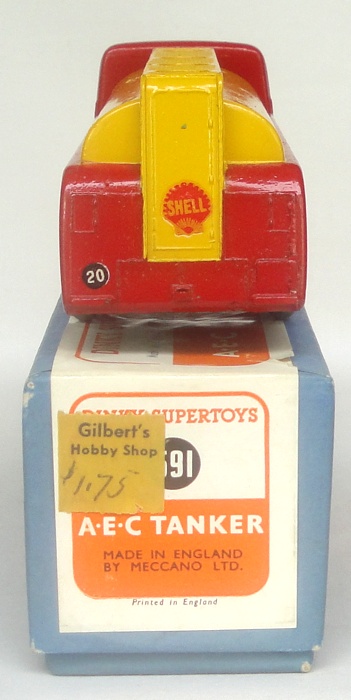 SHELL
20
A·E·C
DINKY SUPERTOYS
Gilbert's
Hobby Shop
$1.75
591
A·E·C TANKER
MADE IN ENGLAND
BY MECCANO LTD.
Printed in England